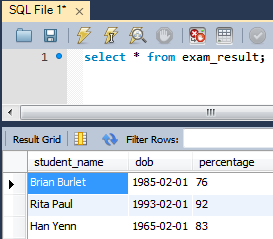 SQL File 1*
1 select * from exam_result;
Result Grid Filter Rows:
student_name dob percentage
Brian Burlet 1985-02-01 76
Rita Paul 1993-02-01 92
Han Yenn 1965-02-01 83